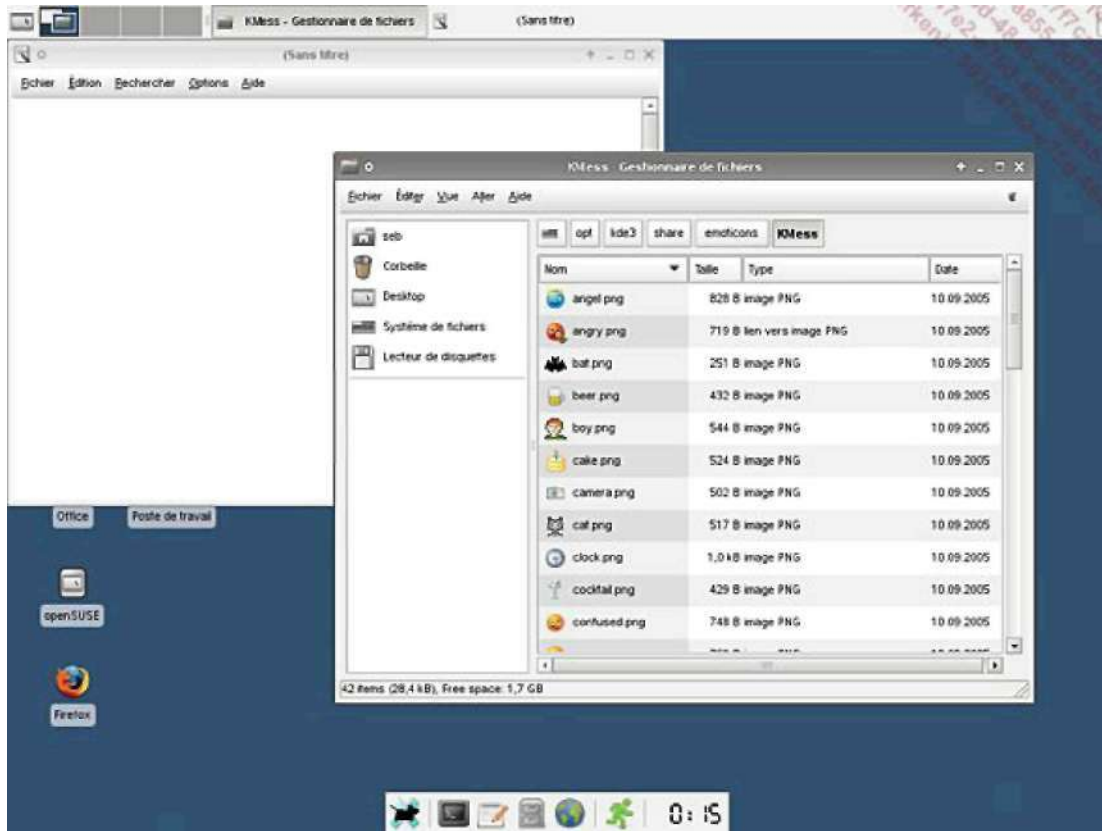 KMess - Gestionnaire de fichiers
(Sans titre)
(Sans titre)
Fichier Édition Rechercher Options Aide
KMess - Gestionnaire de fichiers
Fichier Éditer Vue Aller Aide
seb
Corbeille
Desktop
Système de fichiers
Lecteur de disquettes
opt kde3 share emoticons KMess
Nom Taille Type Date
angel.png 828 B image PNG 10.09.2005
angry.png 719 B lien vers image PNG 10.09.2005
bat.png 251 B image PNG 10.09.2005
beer.png 432 B image PNG 10.09.2005
boy.png 544 B image PNG 10.09.2005
cake.png 524 B image PNG 10.09.2005
camera.png 502 B image PNG 10.09.2005
cat.png 517 B image PNG 10.09.2005
clock.png 1,0 kB image PNG 10.09.2005
cocktail.png 429 B image PNG 10.09.2005
confused.png 748 B image PNG 10.09.2005
42 items (28,4 kB), Free space: 1,7 GB
Office
Poste de travail
openSUSE
Firefox
0:15